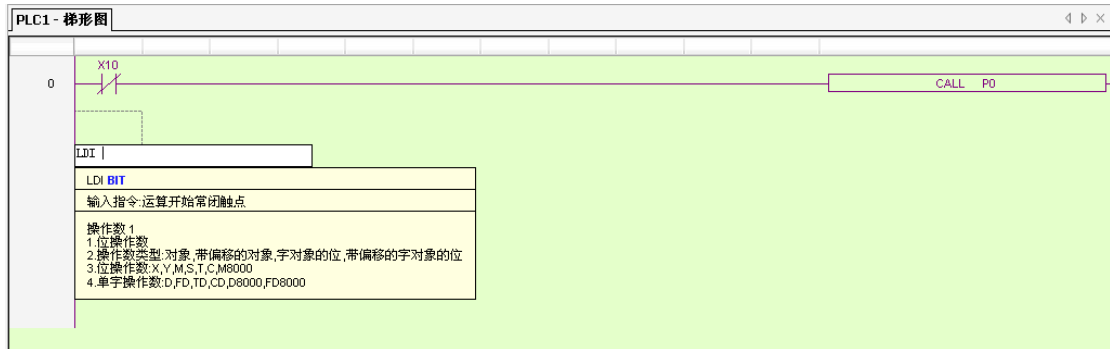 PLC1 - 梯形图
X10
0
CALL P0
LDI
LDI BIT
输入指令:运算开始常闭触点
操作数 1
1.位操作数
2.操作数类型:对象,带偏移的对象,字对象的位,带偏移的字对象的位
3.位操作数:X,Y,M,S,T,C,M8000
4.单字操作数:D,FD,TD,CD,D8000,FD8000